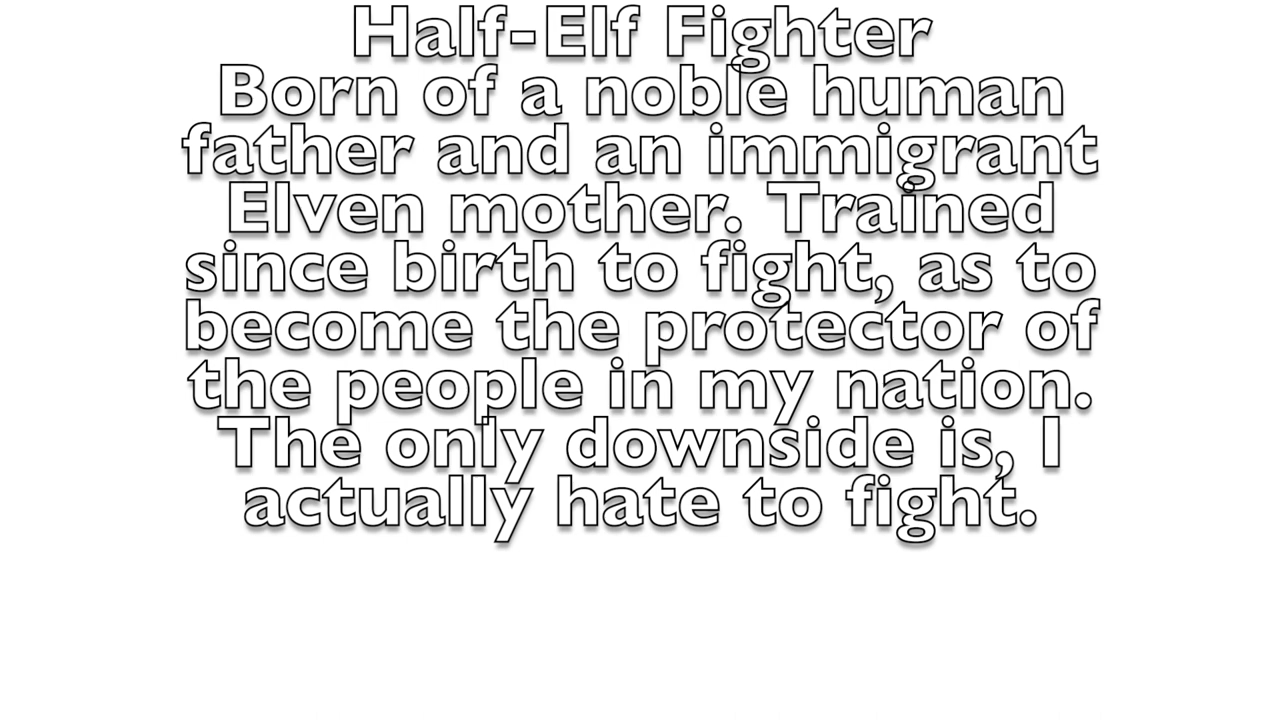 Half-Elf Fighter
Born of a noble human
father and an immigrant
Elven mother. Trained
since birth to fight, as to
become the protector of
the people in my nation.
The only downside is, I
actually hate to fight.